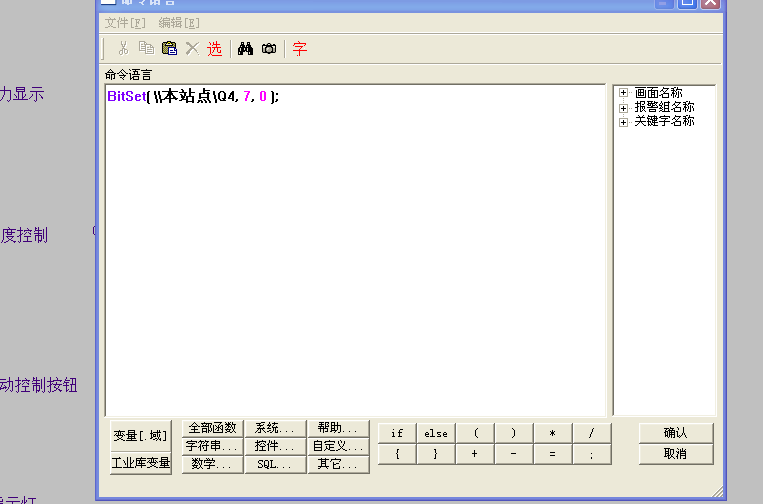 命令语言
文件[F] 编辑[E]
选 字
命令语言
BitSet( \\本站点\Q4, 7, 0 );
画面名称
报警组名称
关键字名称
力显示
度控制
动控制按钮
指示灯
变量[.域]
工业库变量
全部函数 系统... 帮助...
字符串... 控件... 自定义...
数学... SQL... 其它...
if else ( ) * /
{ } + - = ;
确认
取消